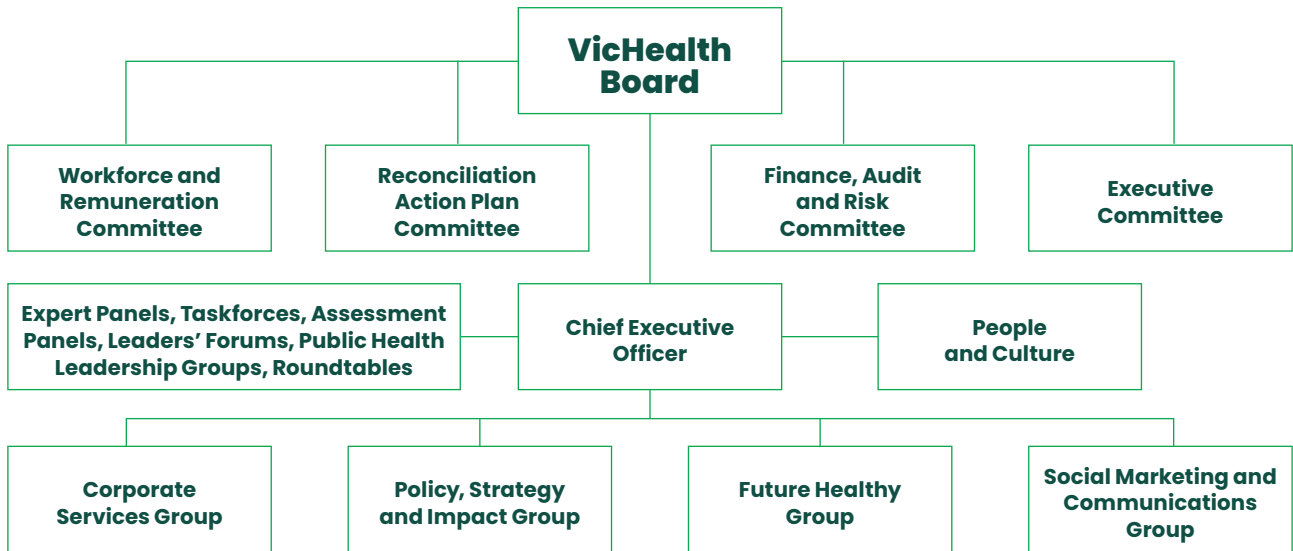 VicHealth
Board
Workforce and
Remuneration
Committee
Reconciliation
Action Plan
Committee
Finance, Audit
and Risk
Committee
Executive
Committee
Expert Panels, Taskforces, Assessment
Panels, Leaders’ Forums, Public Health
Leadership Groups, Roundtables
Chief Executive
Officer
People
and Culture
Corporate
Services Group
Policy, Strategy
and Impact Group
Future Healthy
Group
Social Marketing and
Communications
Group